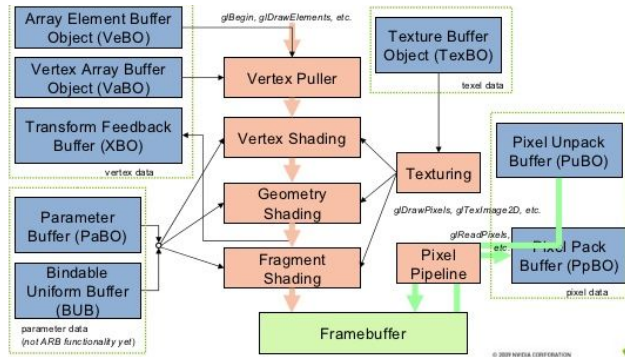 Array Element Buffer
Object (VeBO)
Vertex Array Buffer
Object (VaBO)
Transform Feedback
Buffer (XBO)
vertex data
Parameter
Buffer (PaBO)
Bindable
Uniform Buffer
(BUB)
parameter data
(not ARB functionality yet)
glBegin, glDrawElements, etc.
Vertex Puller
Vertex Shading
Geometry
Shading
Fragment
Shading
Framebuffer
Texture Buffer
Object (TexBO)
texel data
Texturing
glDrawPixels, glTexImage2D, etc.
glReadPixels,
etc
Pixel
Pipeline
Pixel Unpack
Buffer (PuBO)
Pixel Pack
Buffer (PpBO)
pixel data
© 2009 NVIDIA CORPORATION